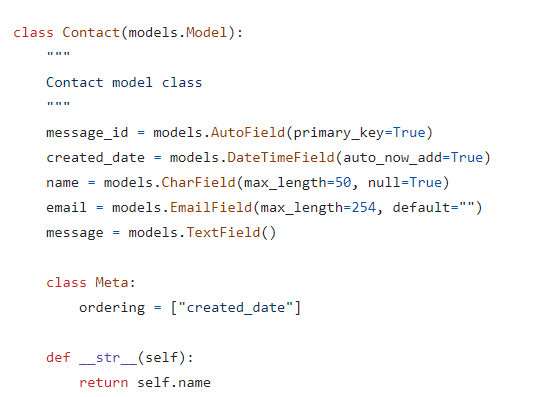 class Contact(models.Model):
    """
    Contact model class
    """
    message_id = models.AutoField(primary_key=True)
    created_date = models.DateTimeField(auto_now_add=True)
    name = models.CharField(max_length=50, null=True)
    email = models.EmailField(max_length=254, default="")
    message = models.TextField()

    class Meta:
        ordering = ["created_date"]

    def __str__(self):
        return self.name